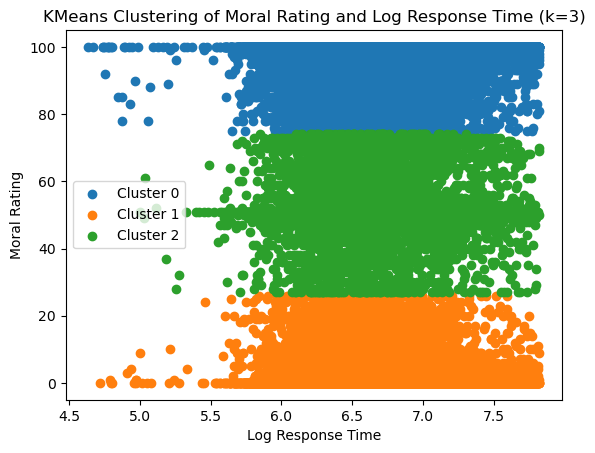 KMeans Clustering of Moral Rating and Log Response Time (k=3)
100
80
60
40
20
0
Moral Rating
Cluster 0
Cluster 1
Cluster 2
4.5 5.0 5.5 6.0 6.5 7.0 7.5
Log Response Time